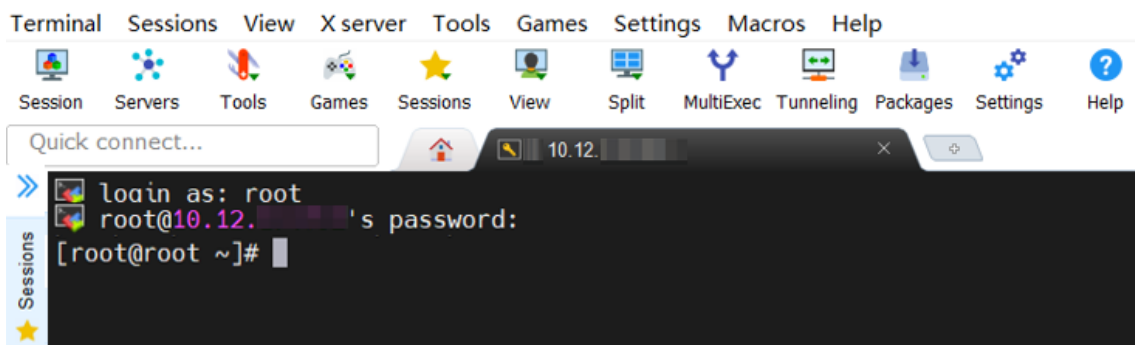 Terminal Sessions View X server Tools Games Settings Macros Help
Session Servers Tools Games Sessions View Split MultiExec Tunneling Packages Settings Help
Quick connect...
10.12.
login as: root
root@10.12. 's password:
[root@root ~]#
Sessions